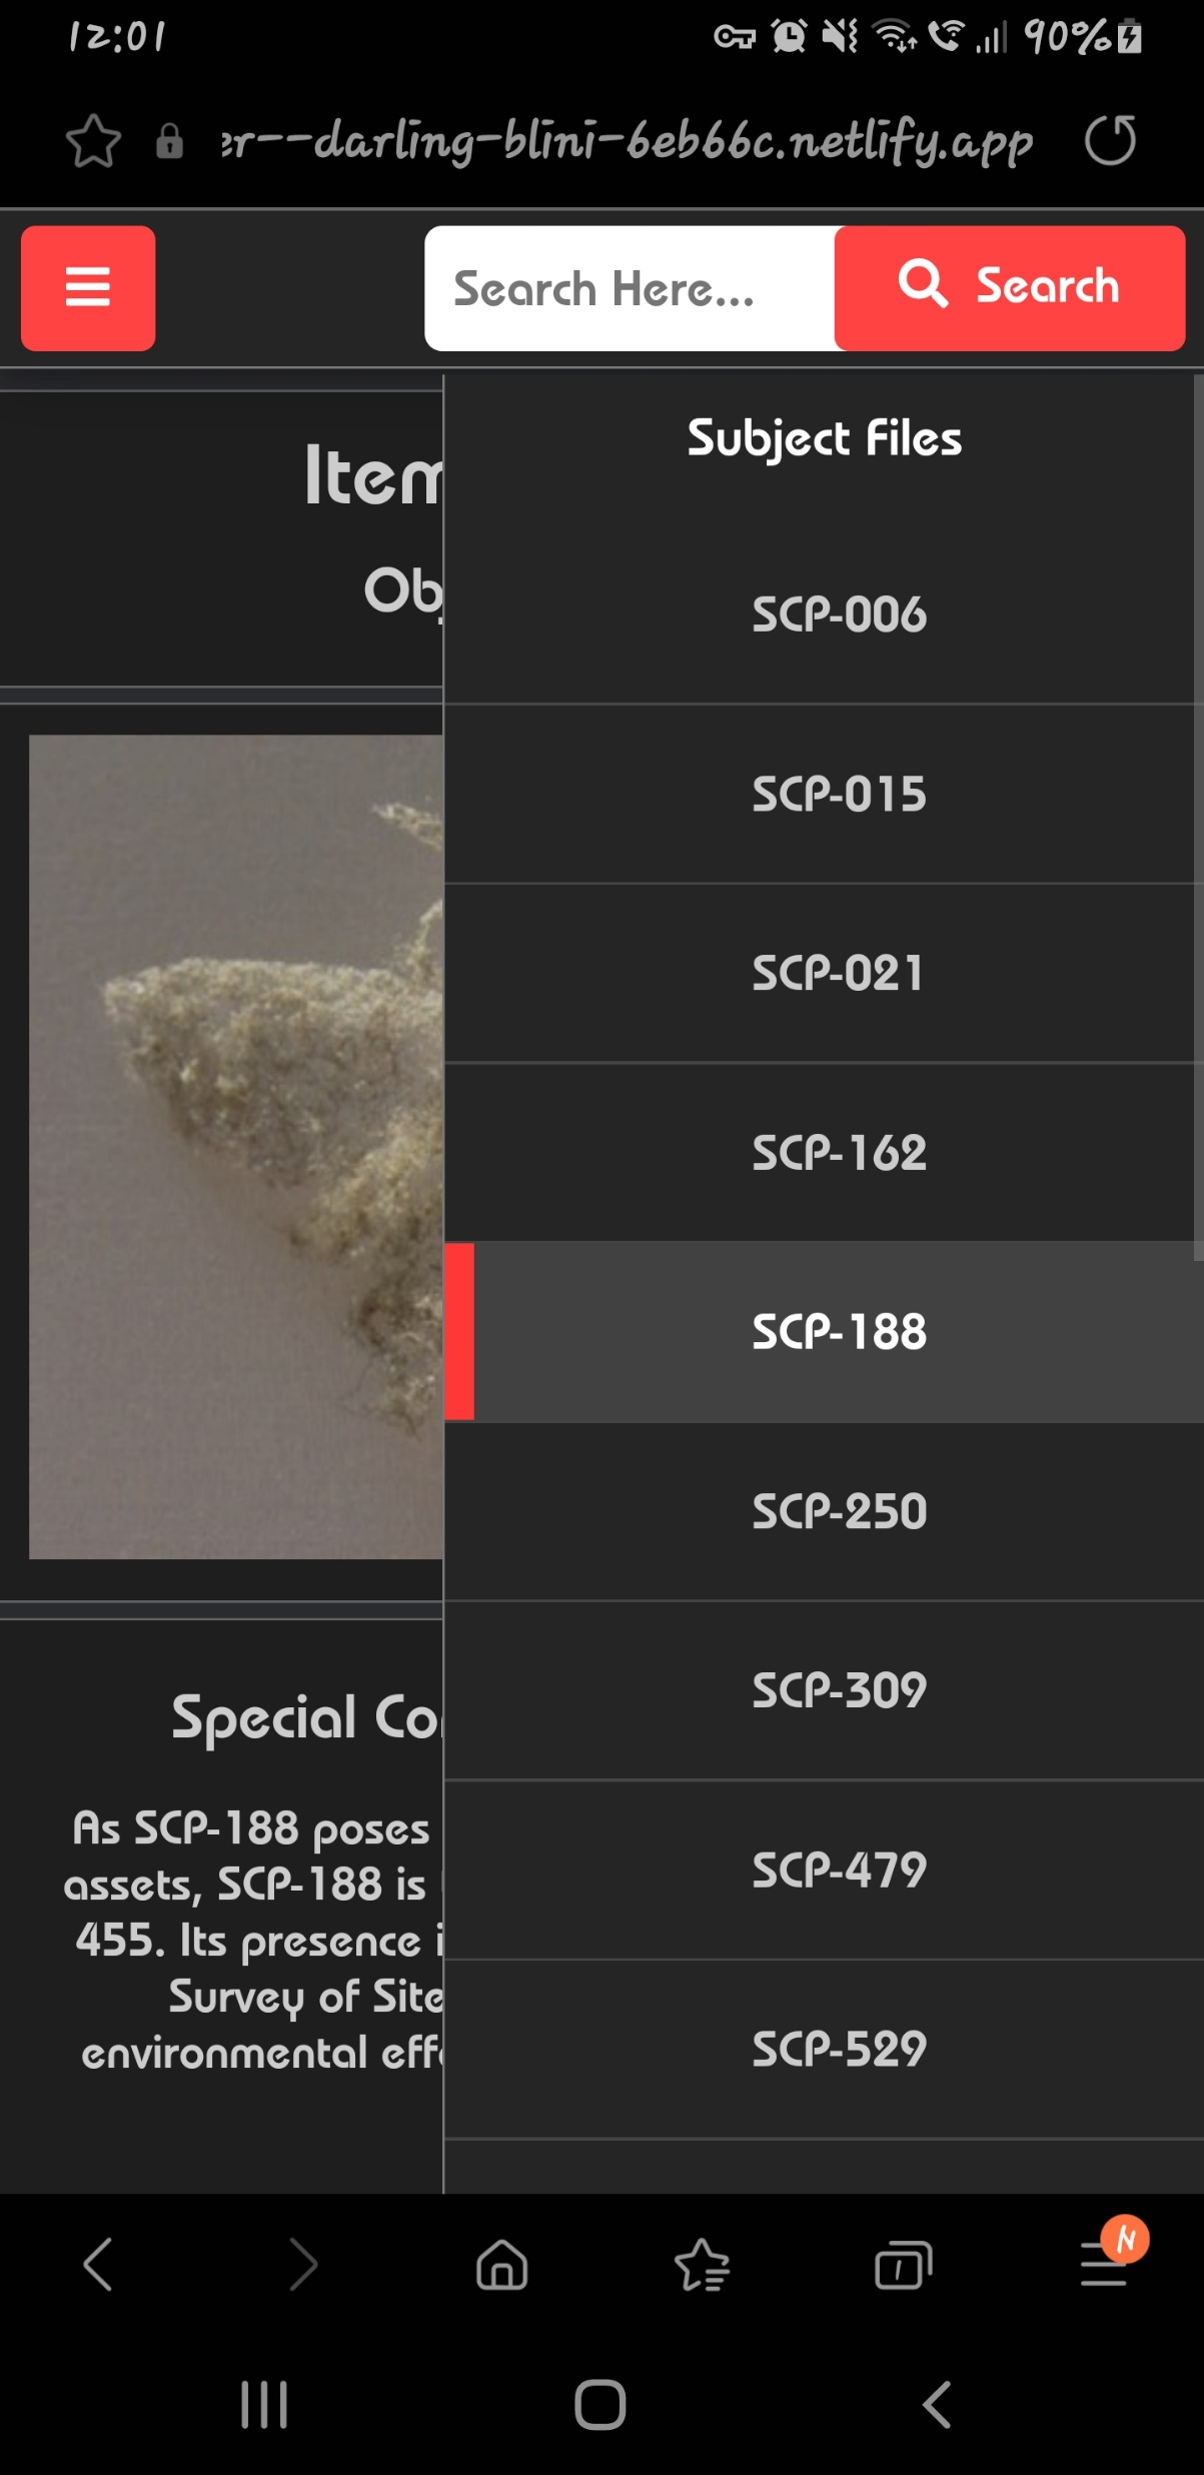 12:01
90%
er--darling-blini-6eb66c.netlify.app
Search Here...
Search
Item
Subject Files
Ob
SCP-006
SCP-015
SCP-021
SCP-162
SCP-188
SCP-250
SCP-309
SCP-479
SCP-529
Special Co
As SCP-188 poses
assets, SCP-188 is
455. Its presence i
Survey of Site
environmental eff
1
N